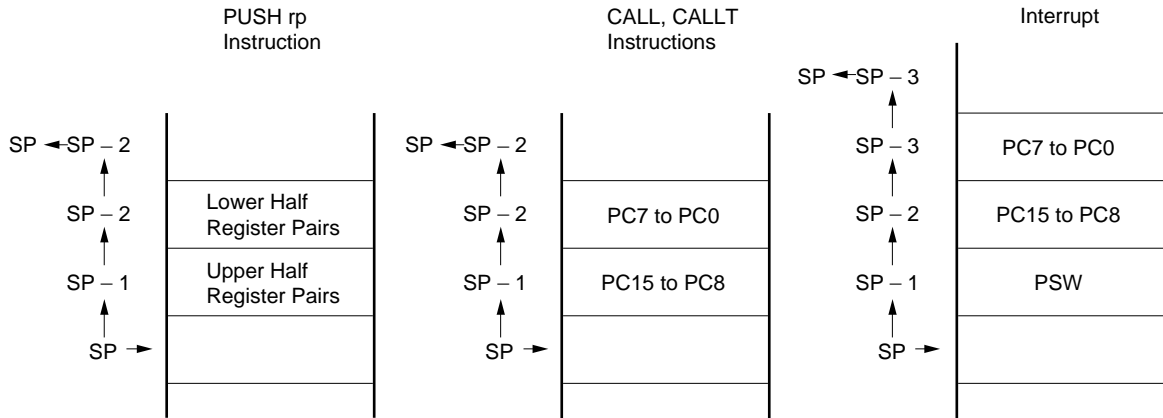 PUSH rp
Instruction
SP ← SP – 2
SP – 2
SP – 1
SP →
Lower Half
Register Pairs
Upper Half
Register Pairs
CALL, CALLT
Instructions
SP ← SP – 2
SP – 2
SP – 1
SP →
PC7 to PC0
PC15 to PC8
Interrupt
SP ← SP – 3
SP – 3
SP – 2
SP – 1
SP →
PC7 to PC0
PC15 to PC8
PSW